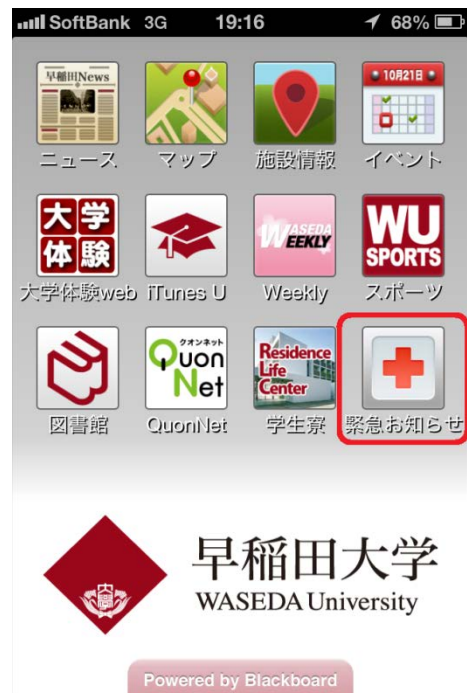 SoftBank 3G 19:16 68%
早稲田News
10月21日
ニュース マップ 施設情報 イベント
大学
体験
WASEDA
WEEKLY
WU
SPORTS
大学体験web iTunes U Weekly スポーツ
クオンネット
Quon
Net
Residence
Life
Center
図書館 QuonNet 学生寮 緊急お知らせ
早稲田大学
WASEDA University
Powered by Blackboard